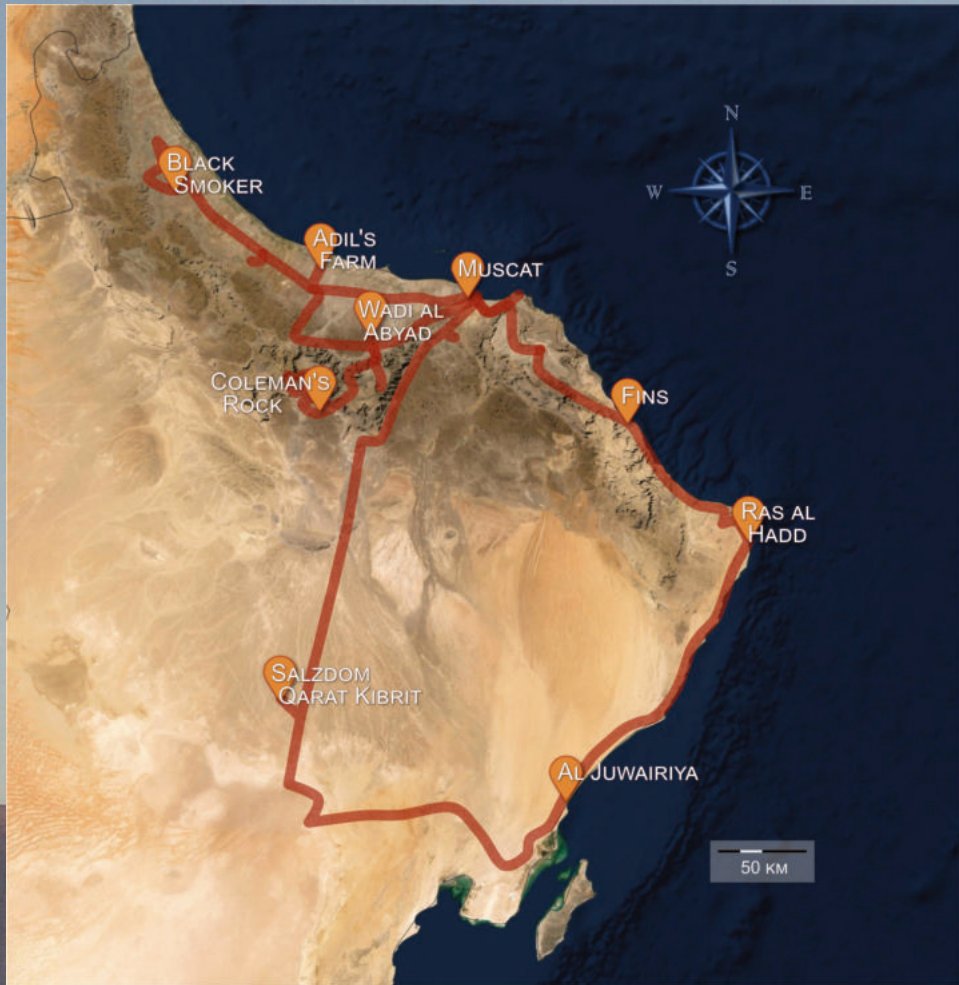 N
W
E
S
BLACK
SMOKER
ADIL'S
FARM
MUSCAT
WADI AL
ABYAD
COLEMAN'S
ROCK
FINS
RAS AL
HADD
SALZDOM
QARAT KIBRIT
AL JUWAIRIYA
50 KM